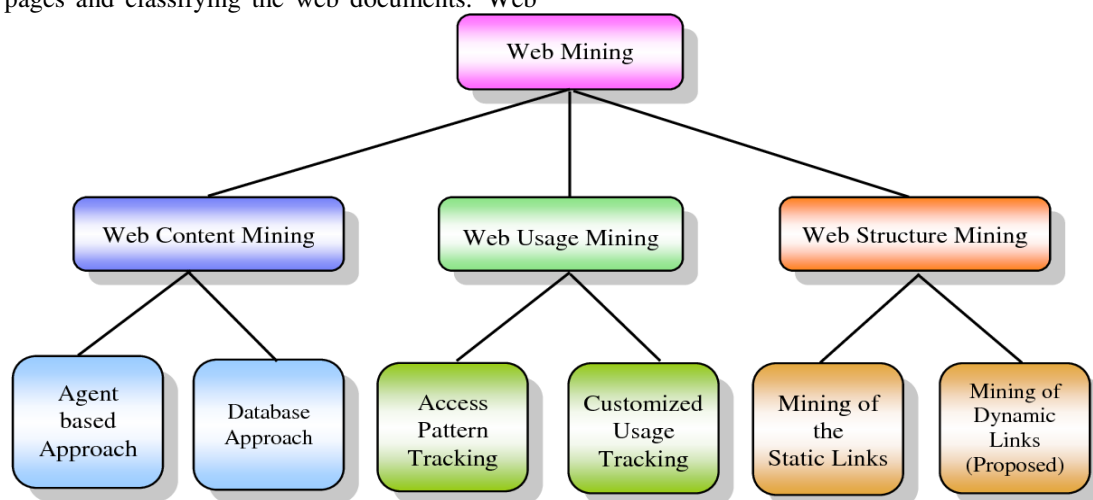 pages and classifying the web documents. Web
Web Mining
Web Content Mining
Web Usage Mining
Web Structure Mining
Agent
based
Approach
Database
Approach
Access
Pattern
Tracking
Customized
Usage
Tracking
Mining of
the
Static Links
Mining of
Dynamic
Links
(Proposed)